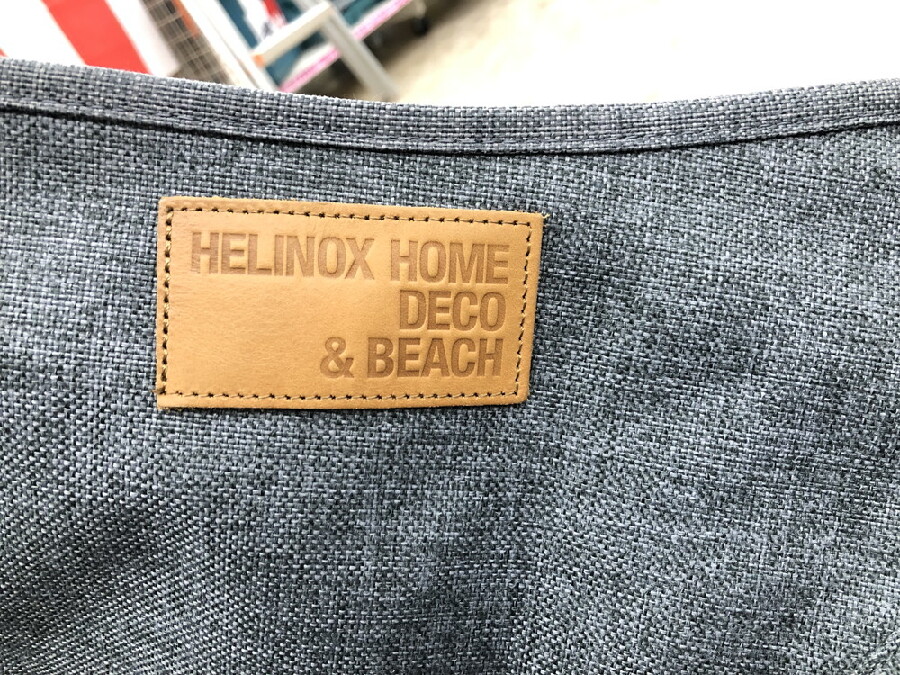 HELINOX HOME
DECO
& BEACH